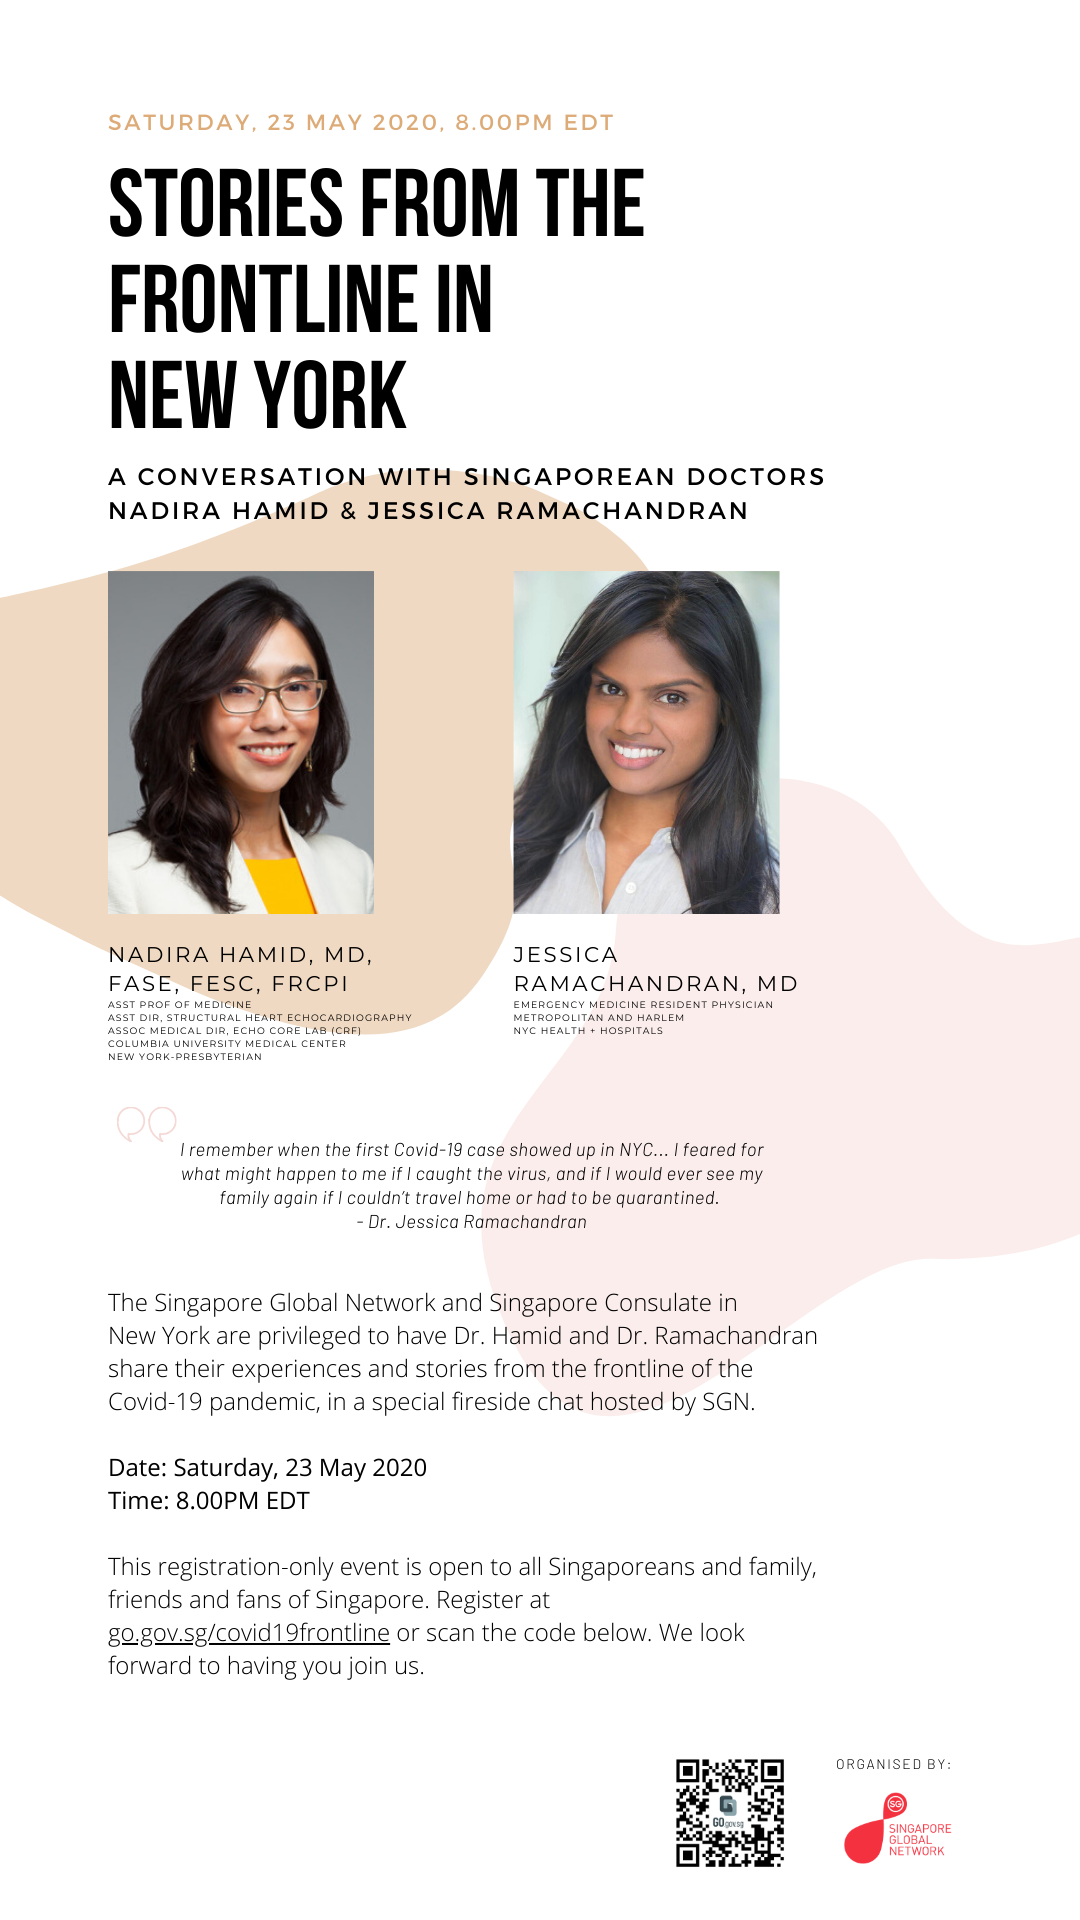 SATURDAY, 23 MAY 2020, 8.00PM EDT
STORIES FROM THE
FRONTLINE IN
NEW YORK
A CONVERSATION WITH SINGAPOREAN DOCTORS
NADIRA HAMID & JESSICA RAMACHANDRAN
NADIRA HAMID, MD,
FASE, FESC, FRCPI
ASST PROF OF MEDICINE
ASST DIR, STRUCTURAL HEART ECHOCARDIOGRAPHY
ASSOC MEDICAL DIR, ECHO CORE LAB (CRF)
COLUMBIA UNIVERSITY MEDICAL CENTER
NEW YORK-PRESBYTERIAN
JESSICA
RAMACHANDRAN, MD
EMERGENCY MEDICINE RESIDENT PHYSICIAN
METROPOLITAN AND HARLEM
NYC HEALTH + HOSPITALS
I remember when the first Covid-19 case showed up in NYC... I feared for
what might happen to me if I caught the virus, and if I would ever see my
family again if I couldn't travel home or had to be quarantined.
- Dr. Jessica Ramachandran
The Singapore Global Network and Singapore Consulate in
New York are privileged to have Dr. Hamid and Dr. Ramachandran
share their experiences and stories from the frontline of the
Covid-19 pandemic, in a special fireside chat hosted by SGN.
Date: Saturday, 23 May 2020
Time: 8.00PM EDT
This registration-only event is open to all Singaporeans and family,
friends and fans of Singapore. Register at
go.gov.sg/covid19frontline or scan the code below. We look
forward to having you join us.
GO gov.sg
ORGANISED BY:
SG
SINGAPORE
GLOBAL
NETWORK